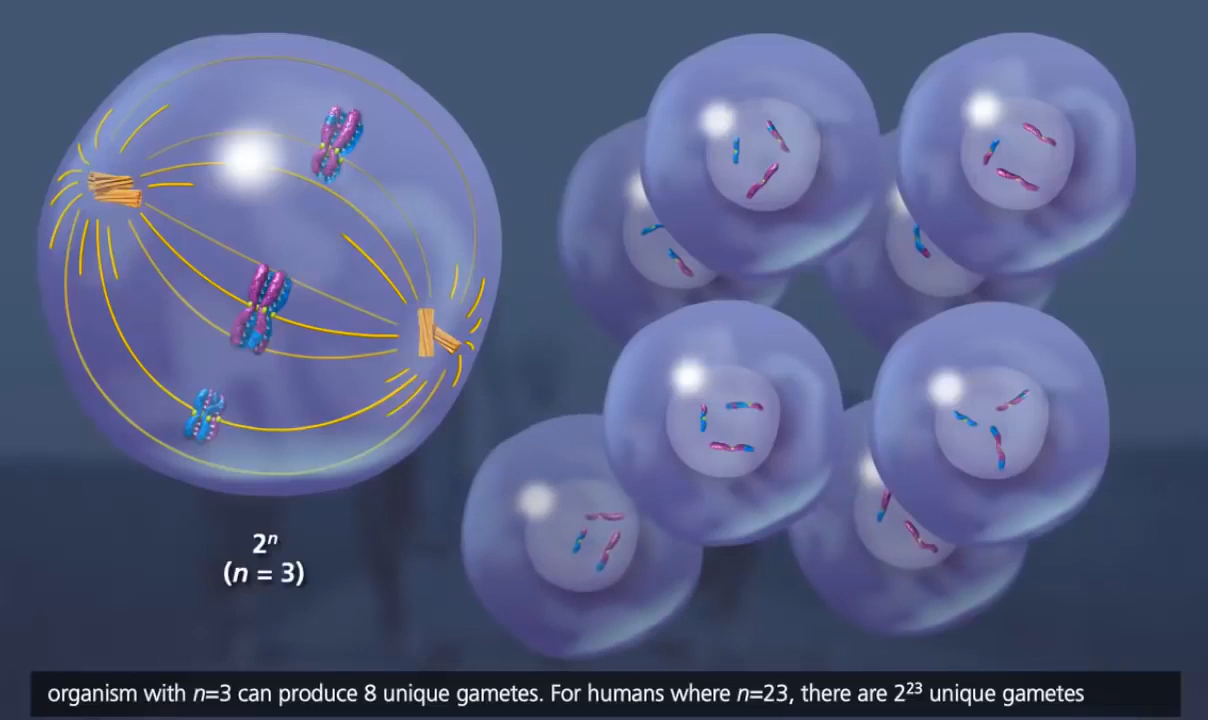 2ⁿ
(n = 3)
organism with n=3 can produce 8 unique gametes. For humans where n=23, there are 2²³ unique gametes